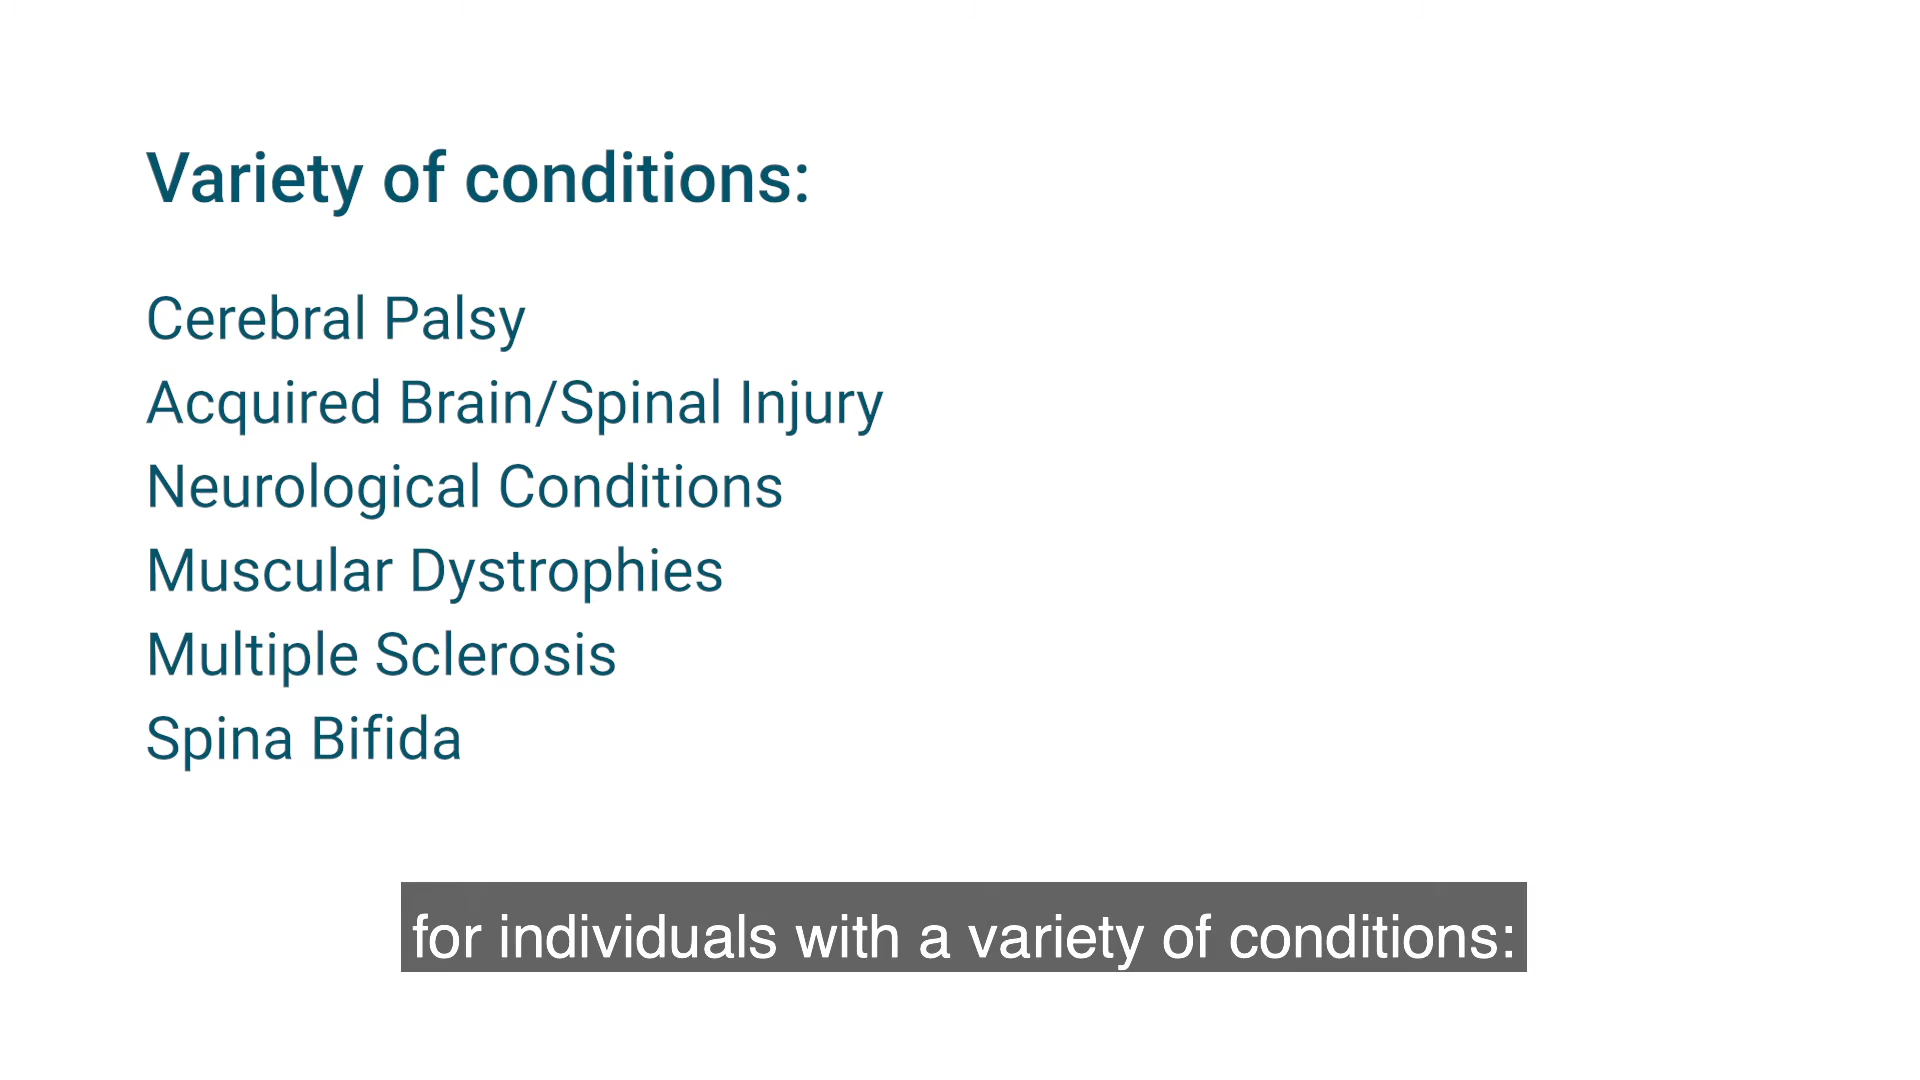 Variety of conditions:
Cerebral Palsy
Acquired Brain/Spinal Injury
Neurological Conditions
Muscular Dystrophies
Multiple Sclerosis
Spina Bifida
for individuals with a variety of conditions: